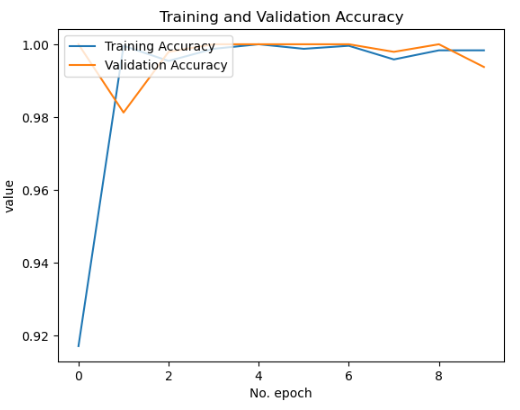 Training and Validation Accuracy
Training Accuracy
Validation Accuracy
value
1.00
0.98
0.96
0.94
0.92
0 2 4 6 8
No. epoch